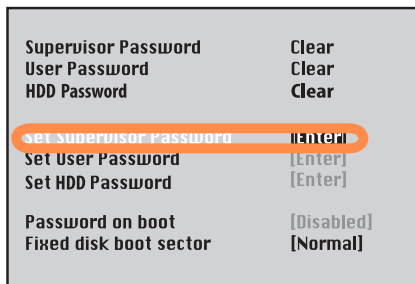 Supervisor Password Clear
User Password Clear
HDD Password Clear
Set Supervisor Password [Enter]
Set User Password [Enter]
Set HDD Password [Enter]
Password on boot [Disabled]
Fixed disk boot sector [Normal]